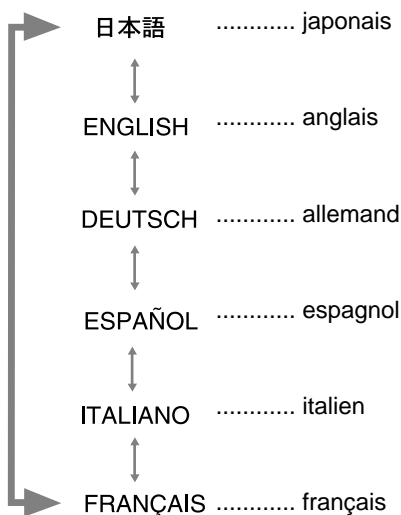 日本語 ............ japonais
ENGLISH ............ anglais
DEUTSCH ............ allemand
ESPAÑOL ............ espagnol
ITALIANO ............ italien
FRANÇAIS ............ français